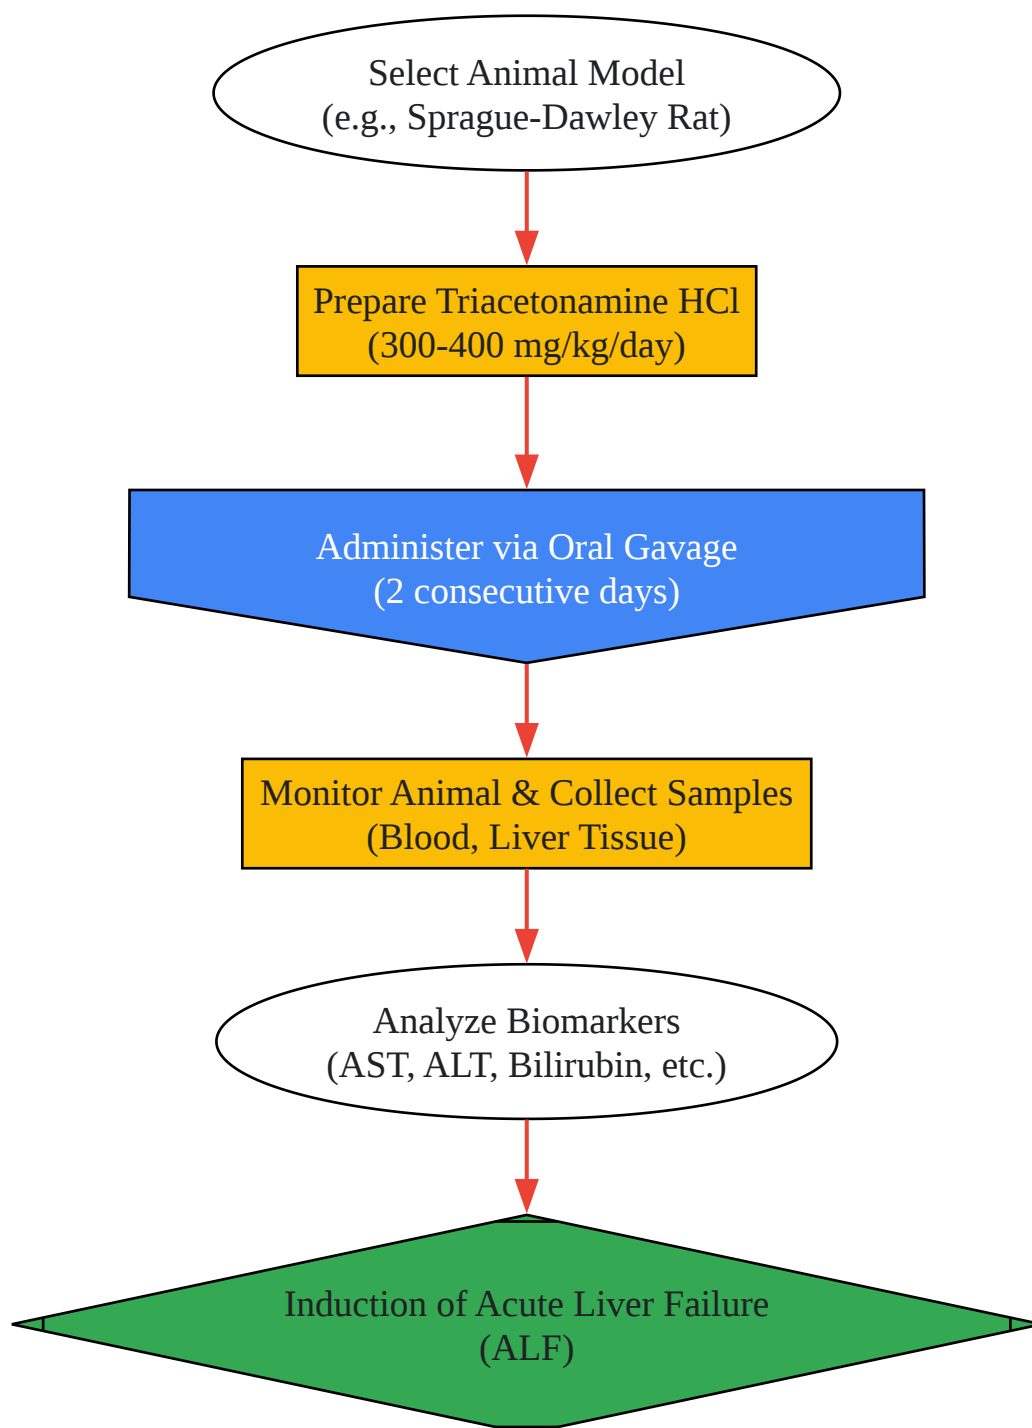 Select Animal Model
(e.g., Sprague-Dawley Rat)
Prepare Triacetonamine HCl
(300-400 mg/kg/day)
Administer via Oral Gavage
(2 consecutive days)
Monitor Animal & Collect Samples
(Blood, Liver Tissue)
Analyze Biomarkers
(AST, ALT, Bilirubin, etc.)
Induction of Acute Liver Failure
(ALF)